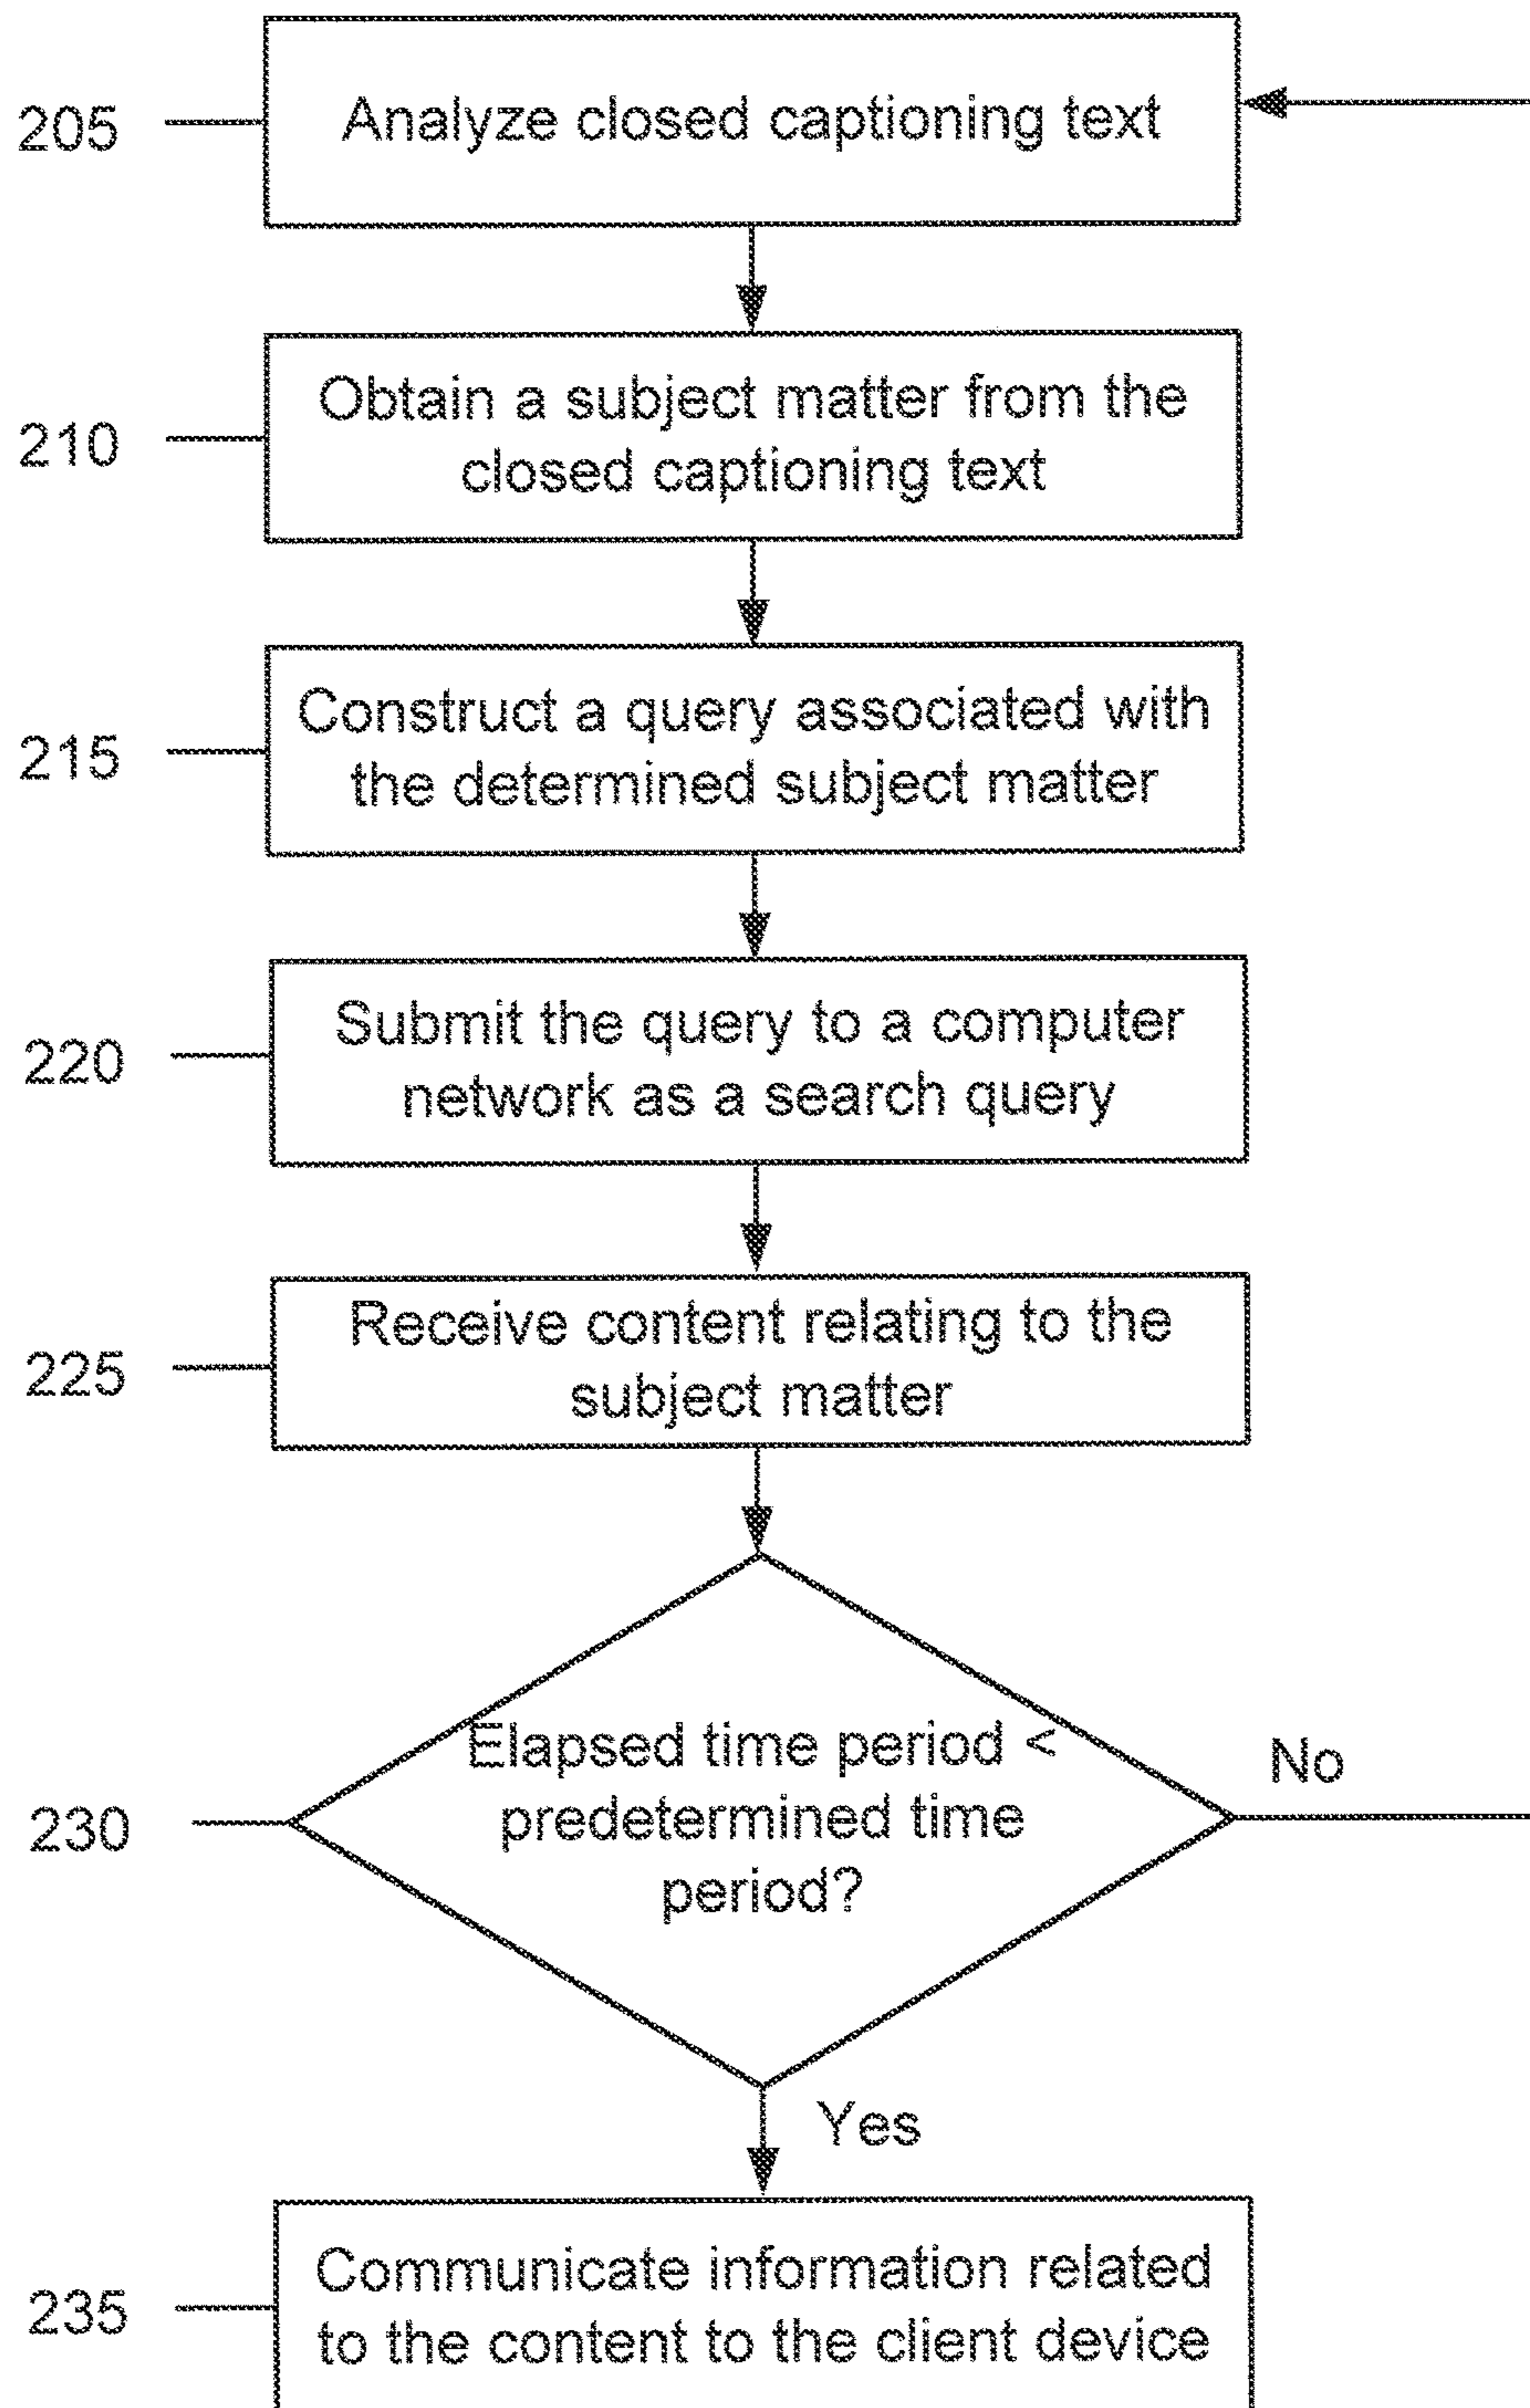 205
Analyze closed captioning text
210
Obtain a subject matter from the
closed captioning text
215
Construct a query associated with
the determined subject matter
220
Submit the query to a computer
network as a search query
225
Receive content relating to the
subject matter
230
Elapsed time period <
predetermined time
period?
No
Yes
235
Communicate information related
to the content to the client device